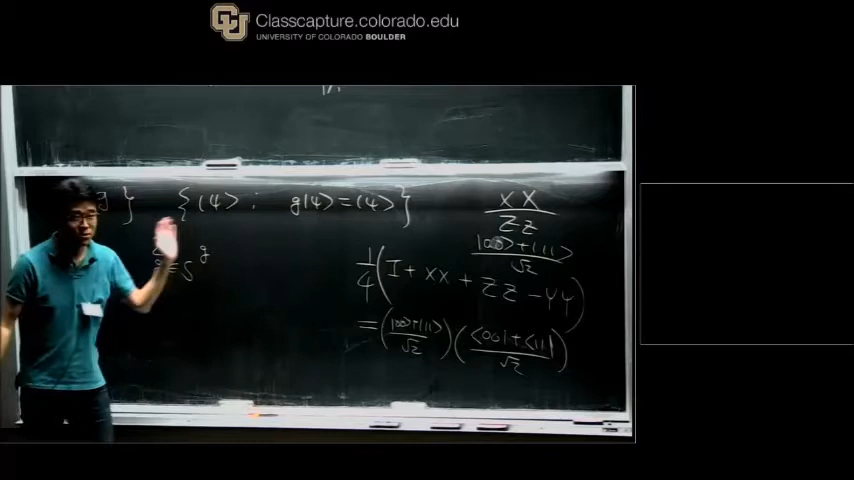 Classcapture.colorado.edu
UNIVERSITY OF COLORADO BOULDER
g } {|ψ> : g|ψ> = |ψ>}
XX
ZZ
|00> + |11>
√2
g
g∈S
1/4 (I + XX + ZZ - YY)
= (|00>+|11> / √2) (<00| + <11| / √2)